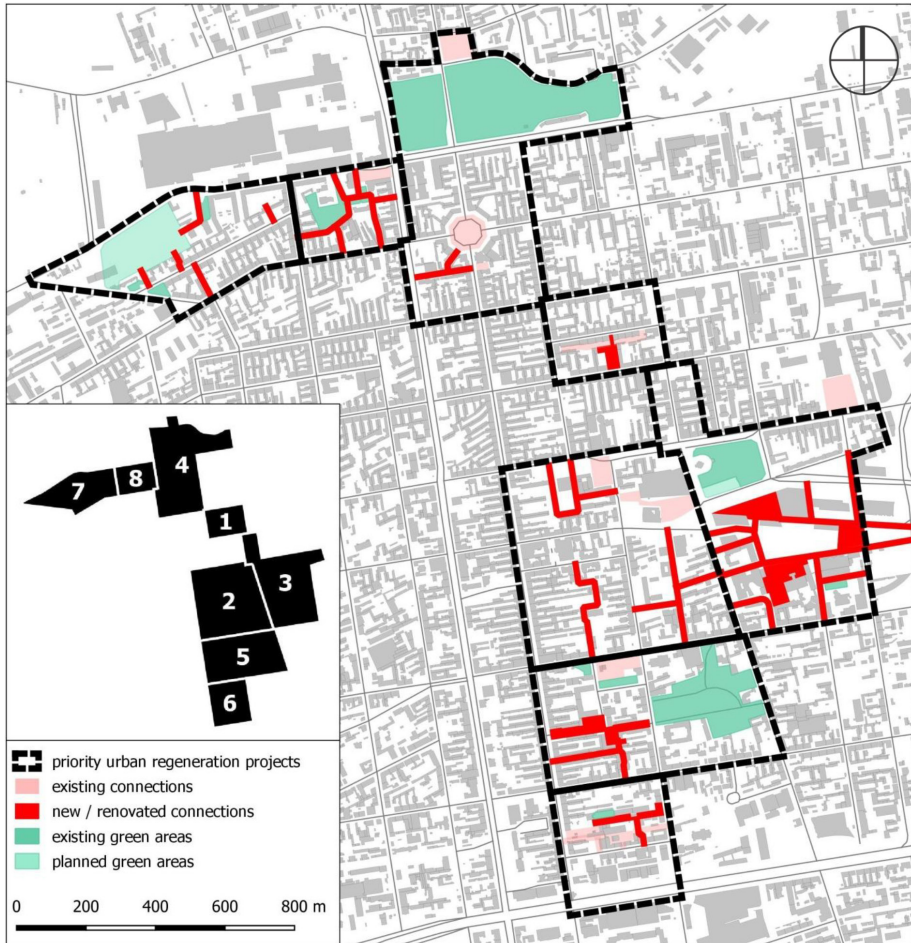 4
7
8
1
3
2
5
6
priority urban regeneration projects
existing connections
new / renovated connections
existing green areas
planned green areas
0 200 400 600 800 m